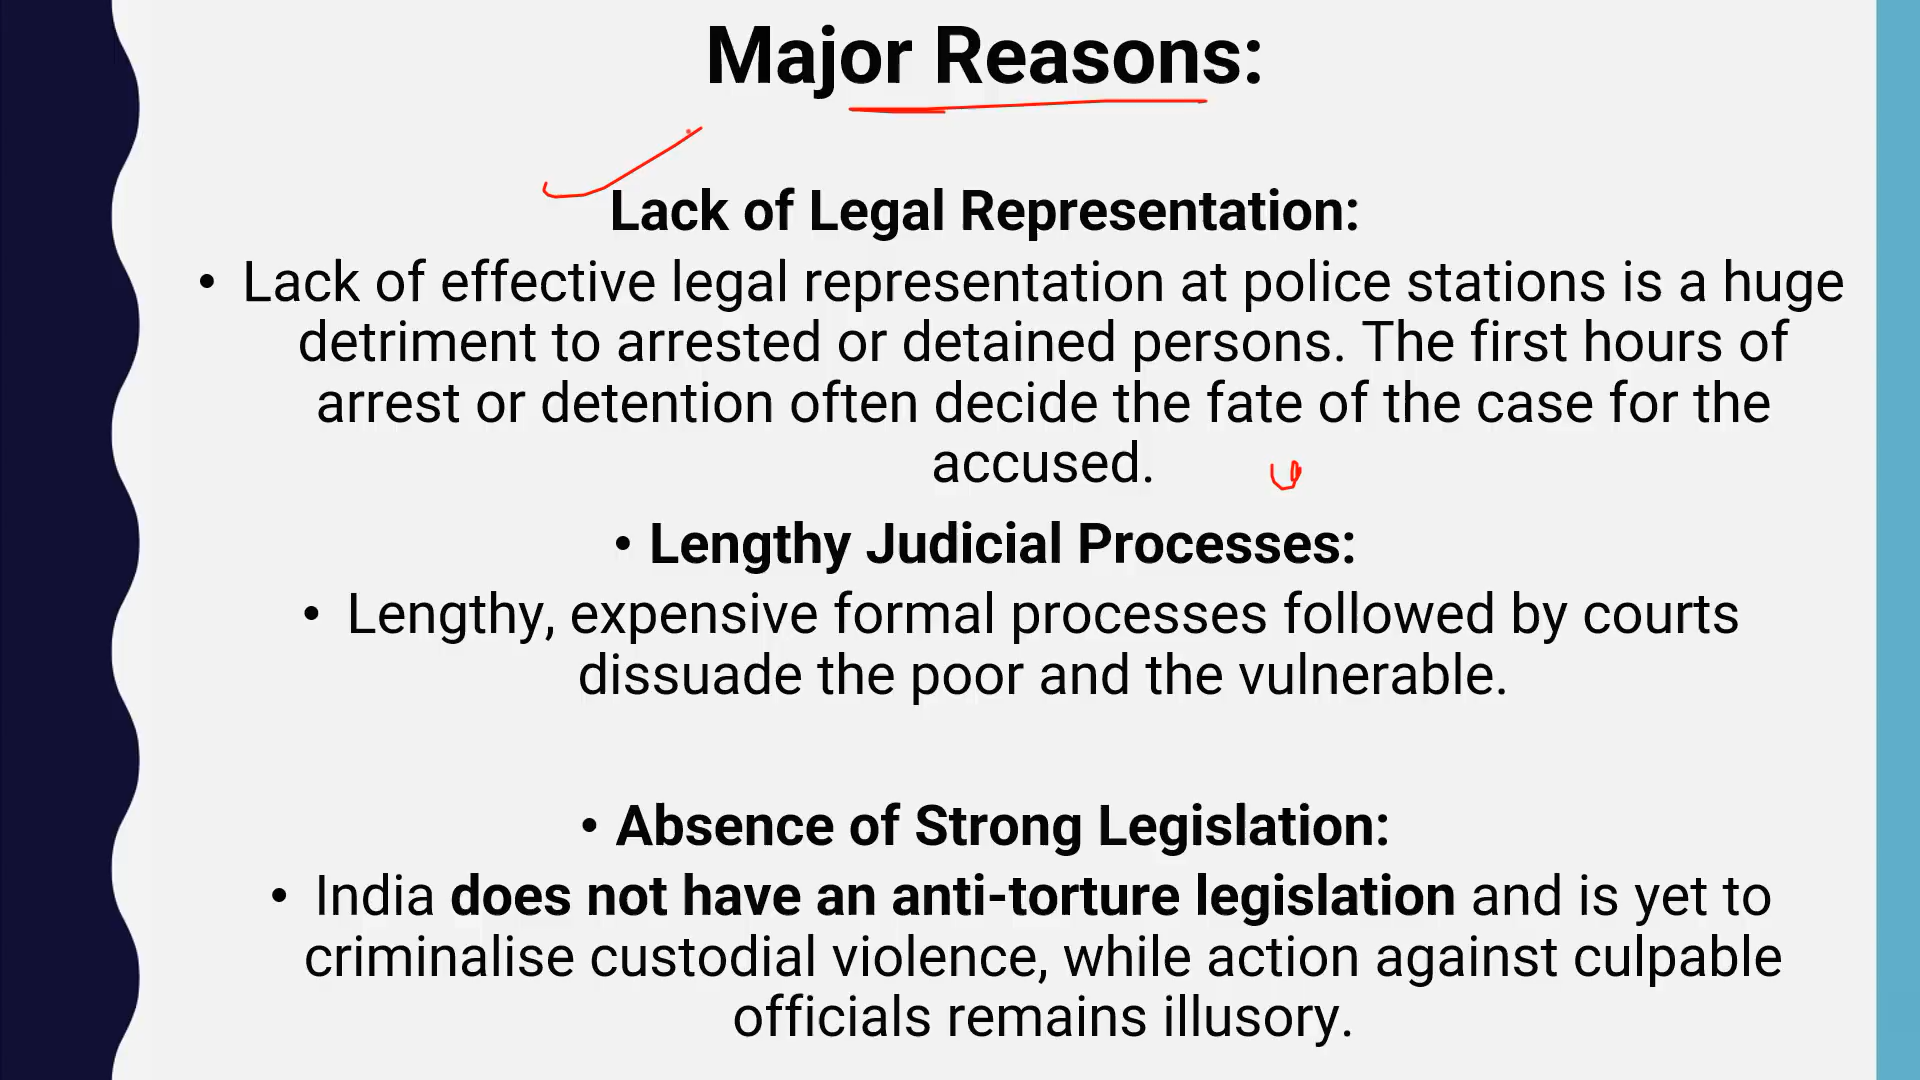 Major Reasons:
Lack of Legal Representation:
• Lack of effective legal representation at police stations is a huge
detriment to arrested or detained persons. The first hours of
arrest or detention often decide the fate of the case for the
accused.
• Lengthy Judicial Processes:
• Lengthy, expensive formal processes followed by courts
dissuade the poor and the vulnerable.
• Absence of Strong Legislation:
• India does not have an anti-torture legislation and is yet to
criminalise custodial violence, while action against culpable
officials remains illusory.